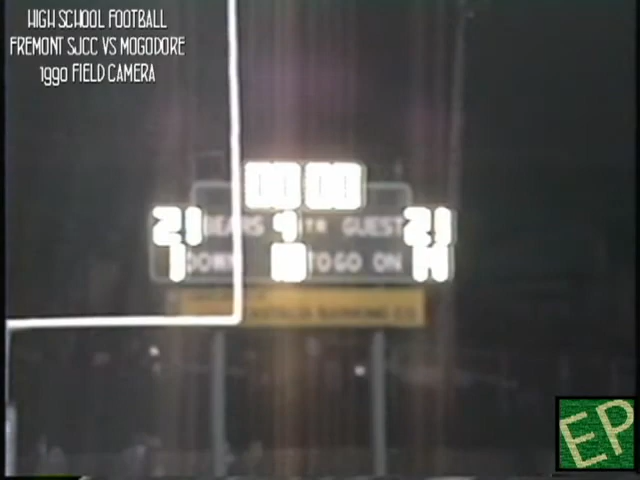 HIGH SCHOOL FOOTBALL
FREMONT SJCC VS MOGODORE
1990 FIELD CAMERA
00 00
21 BEARS 4 TR GUEST 21
1 DOWN 10 TO GO ON 14
EP